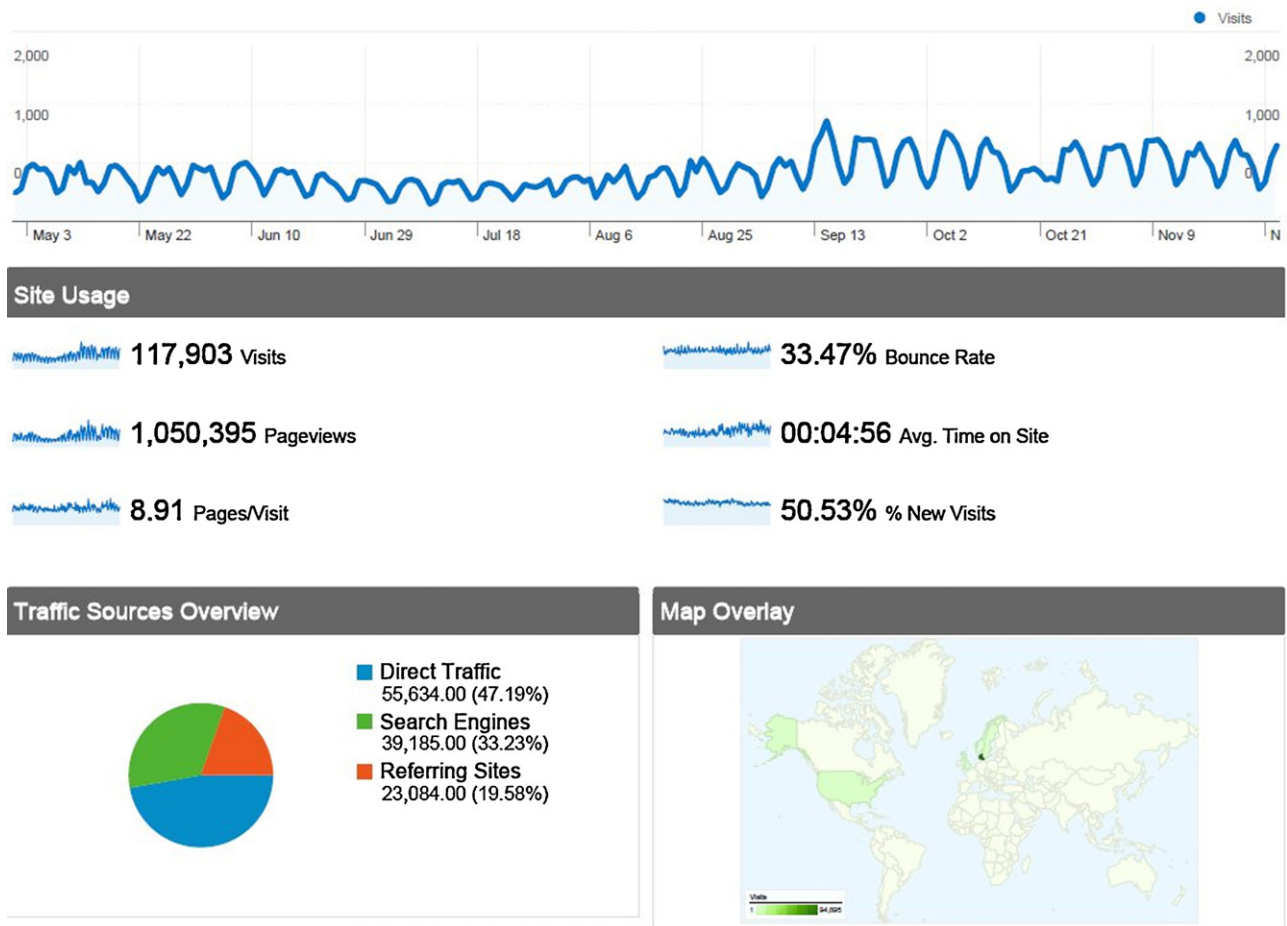 Visits
2,000 2,000
1,000 1,000
0 0
May 3 May 22 Jun 10 Jun 29 Jul 18 Aug 6 Aug 25 Sep 13 Oct 2 Oct 21 Nov 9 N
Site Usage
117,903 Visits
33.47% Bounce Rate
1,050,395 Pageviews
00:04:56 Avg. Time on Site
8.91 Pages/Visit
50.53% % New Visits
Traffic Sources Overview
Direct Traffic
55,634.00 (47.19%)
Search Engines
39,185.00 (33.23%)
Referring Sites
23,084.00 (19.58%)
Map Overlay
Visits
1